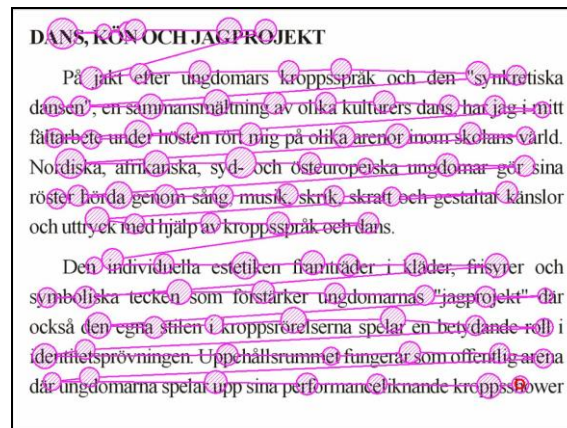 DANS, KÖN OCH JAGPROJEKT
På jakt efter ungdomars kroppsspråk och den "synkretiska
dansen", en sammansmältning av olika kulturers dans, har jag i mitt
fältarbete under hösten rört mig på olika arenor inom skolans värld.
Nordiska, afrikanska, syd- och östeuropeiska ungdomar gör sina
röster hörda genom sång, musik, skrik, skratt och gestaltar känslor
och uttryck med hjälp av kroppsspråk och dans.
Den individuella estetiken framträder i kläder, frisyrer och
symboliska tecken som förstärker ungdomarnas "jagprojekt" där
också den egna stilen i kroppsrörelserna spelar en betydande roll i
identitetsprövningen. Uppehållsrummet fungerar som offentlig arena
där ungdomarna spelar upp sina performanceliknande kroppsshower